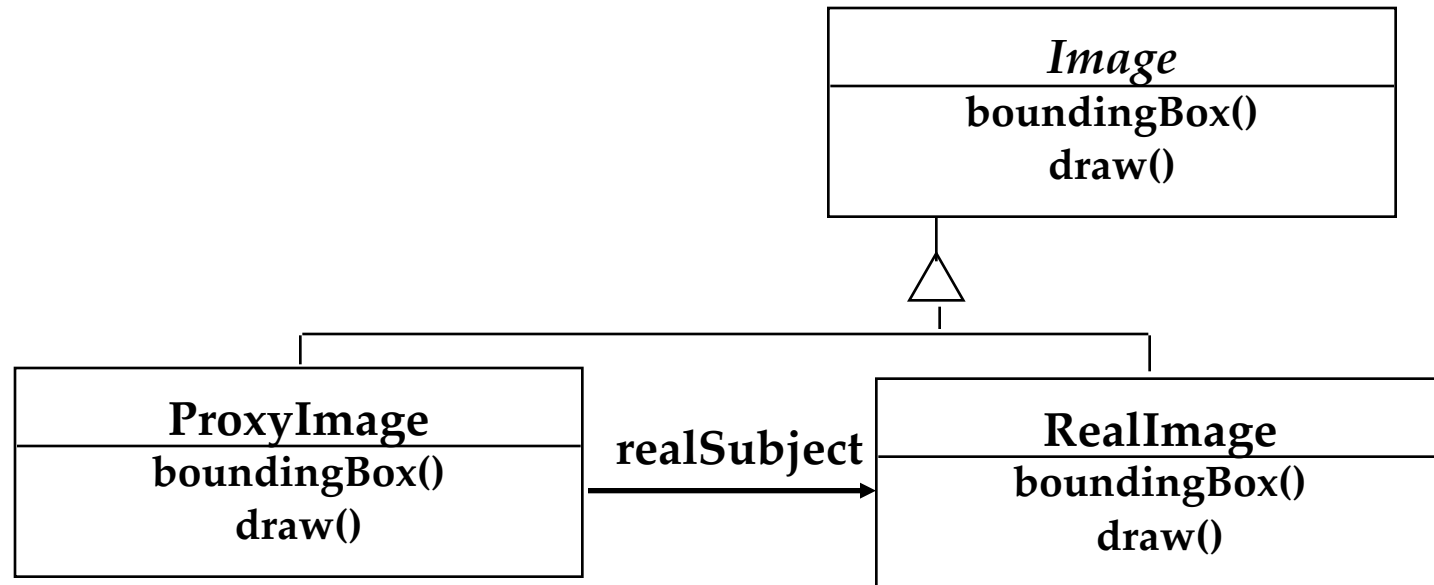 Image
boundingBox()
draw()
ProxyImage
boundingBox()
draw()
realSubject
RealImage
boundingBox()
draw()